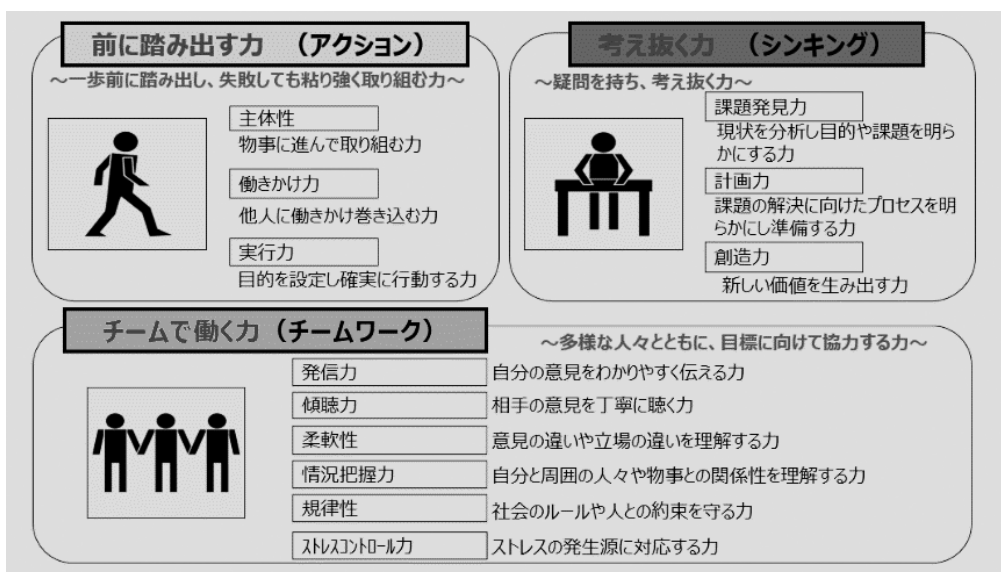 前に踏み出す力 （アクション）
～一歩前に踏み出し、失敗しても粘り強く取り組む力～
主体性
物事に進んで取り組む力
働きかけ力
他人に働きかけ巻き込む力
実行力
目的を設定し確実に行動する力
考え抜く力 （シンキング）
～疑問を持ち、考え抜く力～
課題発見力
現状を分析し目的や課題を明ら
かにする力
計画力
課題の解決に向けたプロセスを明
らかにし準備する力
創造力
新しい価値を生み出す力
チームで働く力（チームワーク）
～多様な人々とともに、目標に向けて協力する力～
発信力
自分の意見をわかりやすく伝える力
傾聴力
相手の意見を丁寧に聴く力
柔軟性
意見の違いや立場の違いを理解する力
情況把握力
自分と周囲の人々や物事との関係性を理解する力
規律性
社会のルールや人との約束を守る力
ストレスコントロール力
ストレスの発生源に対応する力